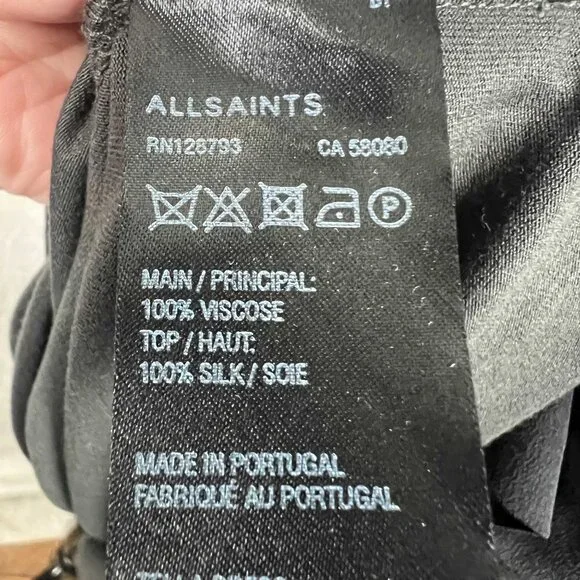 ALLSAINTS
RN128793 CA 58080
P
MAIN / PRINCIPAL:
100% VISCOSE
TOP / HAUT:
100% SILK / SOIE
MADE IN PORTUGAL
FABRIQUÉ AU PORTUGAL